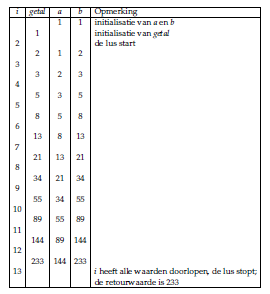 i getal a b Opmerking
1 1 initialisatie van a en b
1 initialisatie van getal
2 de lus start
2 1 2
3
3 2 3
4
5 3 5
5
8 5 8
6
13 8 13
7
21 13 21
8
34 21 34
9
55 34 55
10
89 55 89
11
144 89 144
12
233 144 233
13 i heeft alle waarden doorlopen, de lus stopt;
de retourwaarde is 233